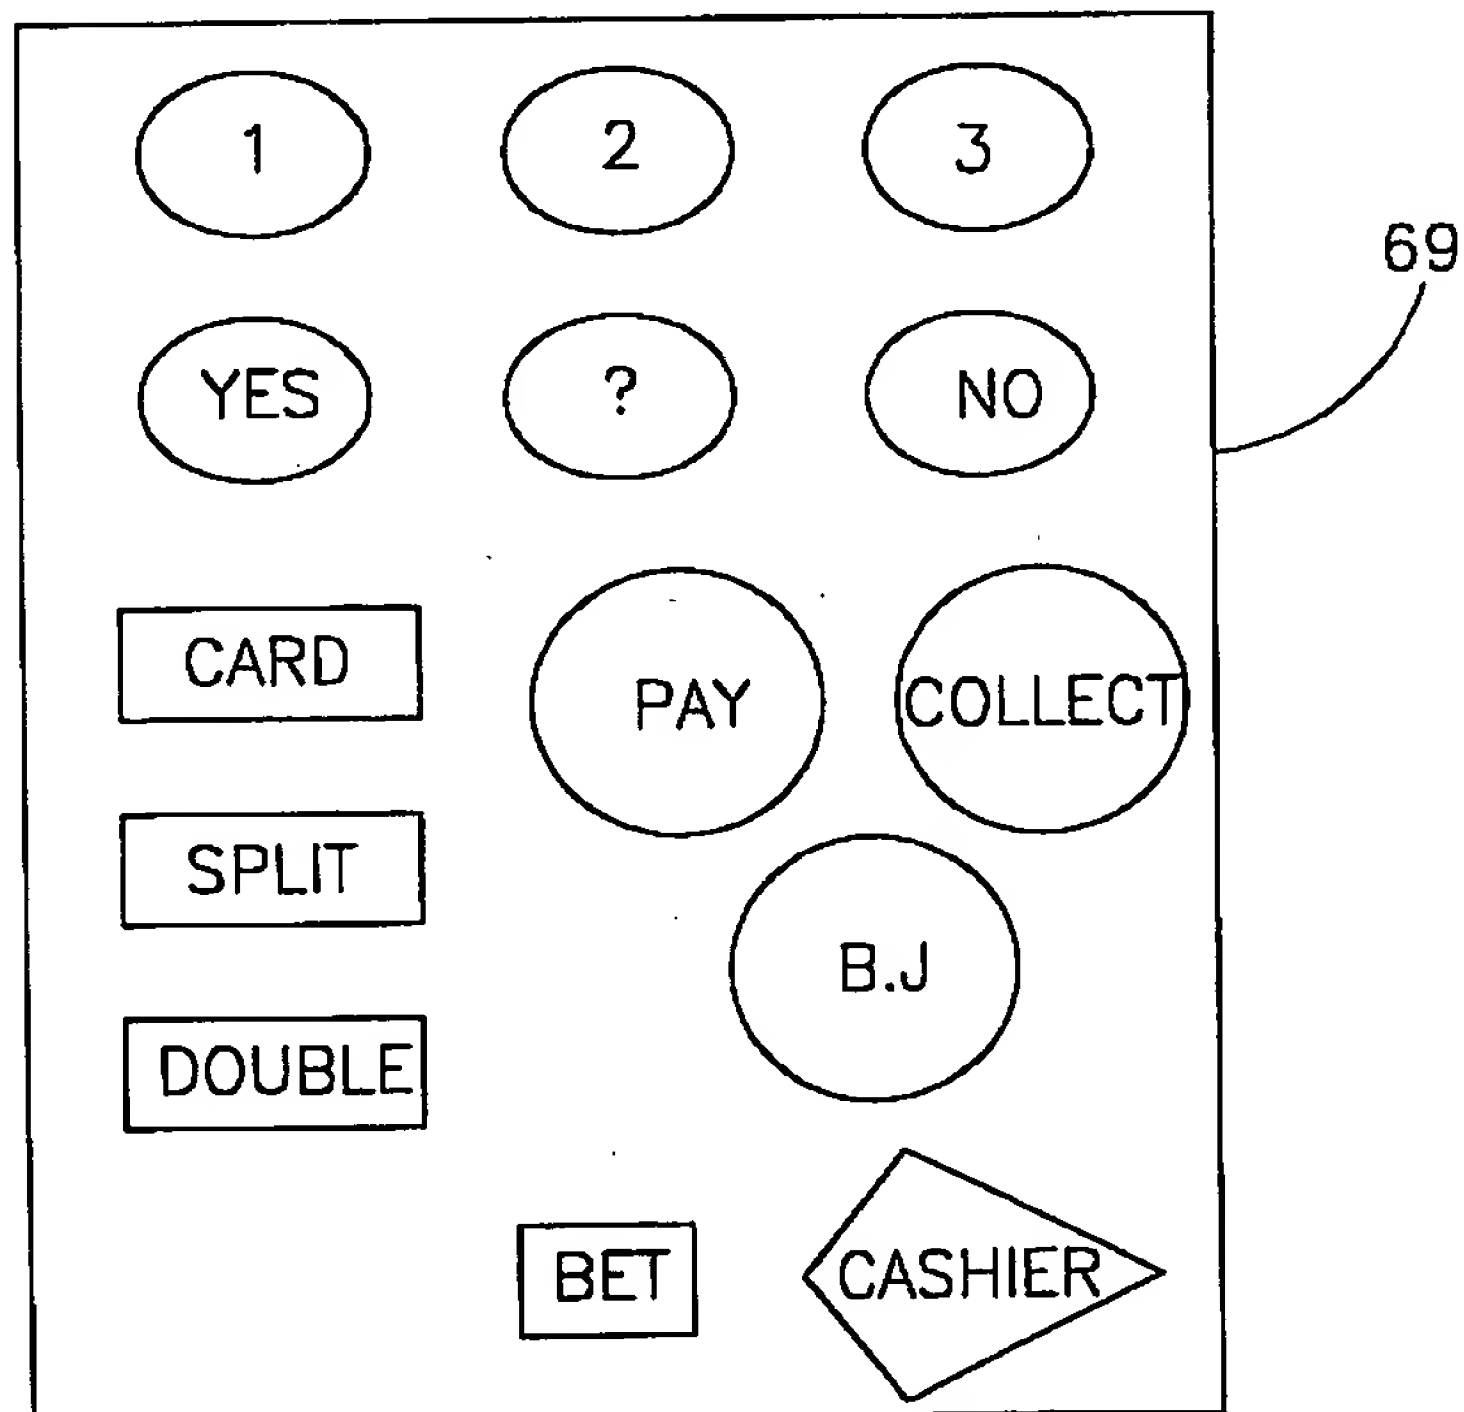 1 2 3
69
YES ? NO
CARD
PAY COLLECT
SPLIT
B.J
DOUBLE
BET CASHIER